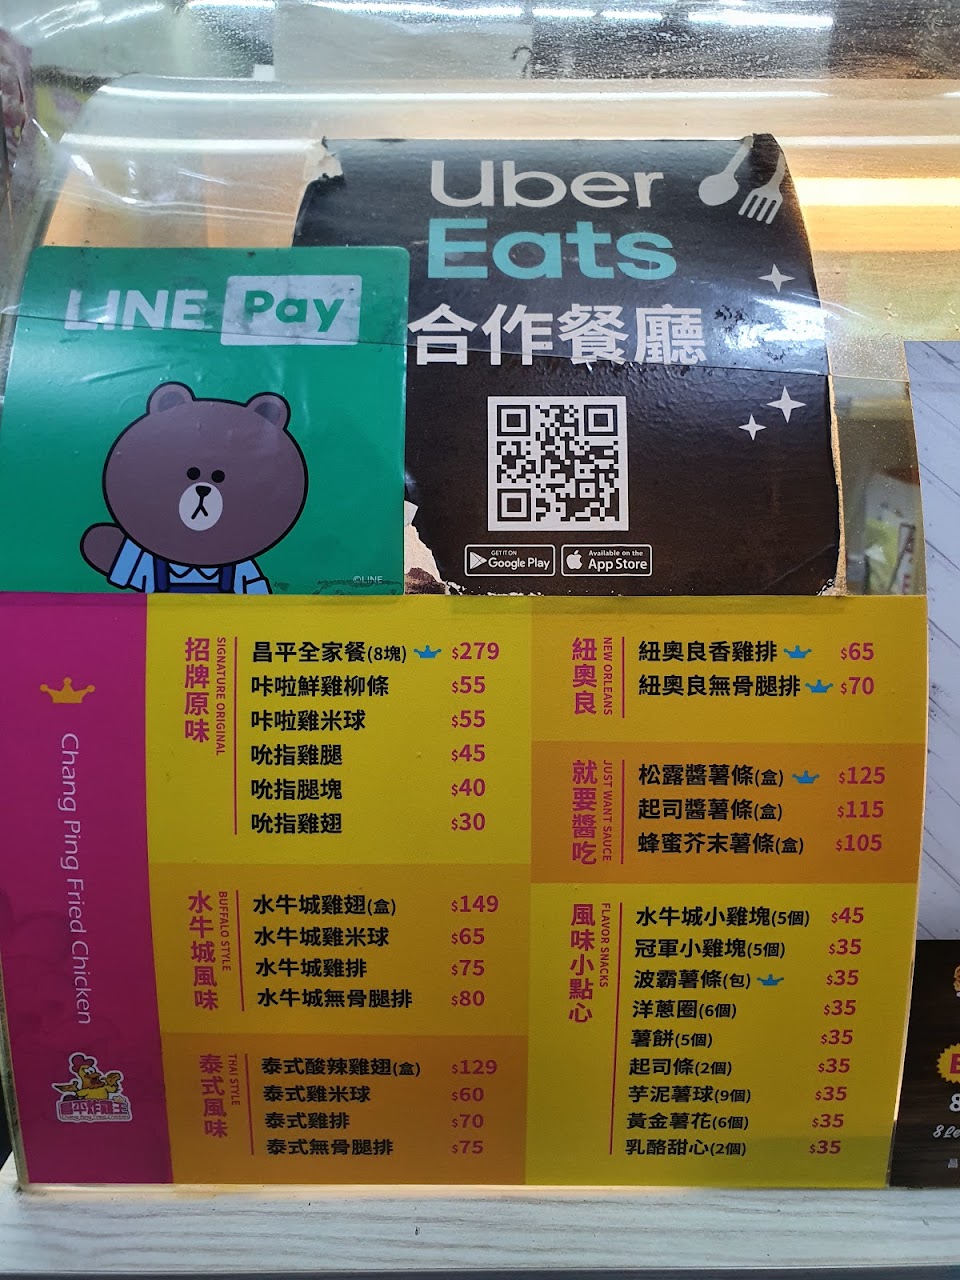 Uber
Eats
合作餐廳
LINE Pay
©LINE
GET IT ON
Google Play
Available on the
App Store
Chang Ping Fried Chicken
昌平炸雞王
招牌原味
SIGNATURE ORIGINAL
昌平全家餐(8塊) $279
咔啦鮮雞柳條 $55
咔啦雞米球 $55
吮指雞腿 $45
吮指腿塊 $40
吮指雞翅 $30
水牛城風味
BUFFALO STYLE
水牛城雞翅(盒) $149
水牛城雞米球 $65
水牛城雞排 $75
水牛城無骨腿排 $80
泰式風味
THAI STYLE
泰式酸辣雞翅(盒) $129
泰式雞米球 $60
泰式雞排 $70
泰式無骨腿排 $75
紐奧良
NEW ORLEANS
紐奧良香雞排 $65
紐奧良無骨腿排 $70
就要醬吃
JUST WANT SAUCE
松露醬薯條(盒) $125
起司醬薯條(盒) $115
蜂蜜芥末薯條(盒) $105
風味小點心
FLAVOR SNACKS
水牛城小雞塊(5個) $45
冠軍小雞塊(5個) $35
波霸薯條(包) $35
洋蔥圈(6個) $35
薯餅(5個) $35
起司條(2個) $35
芋泥薯球(9個) $35
黃金薯花(6個) $35
乳酪甜心(2個) $35